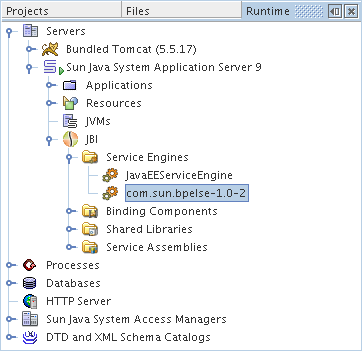 Projects Files Runtime
Servers
Bundled Tomcat (5.5.17)
Sun Java System Application Server 9
Applications
Resources
JVMs
JBI
Service Engines
JavaEEServiceEngine
com.sun.bpelse-1.0-2
Binding Components
Shared Libraries
Service Assemblies
Processes
Databases
HTTP Server
Sun Java System Access Managers
DTD and XML Schema Catalogs